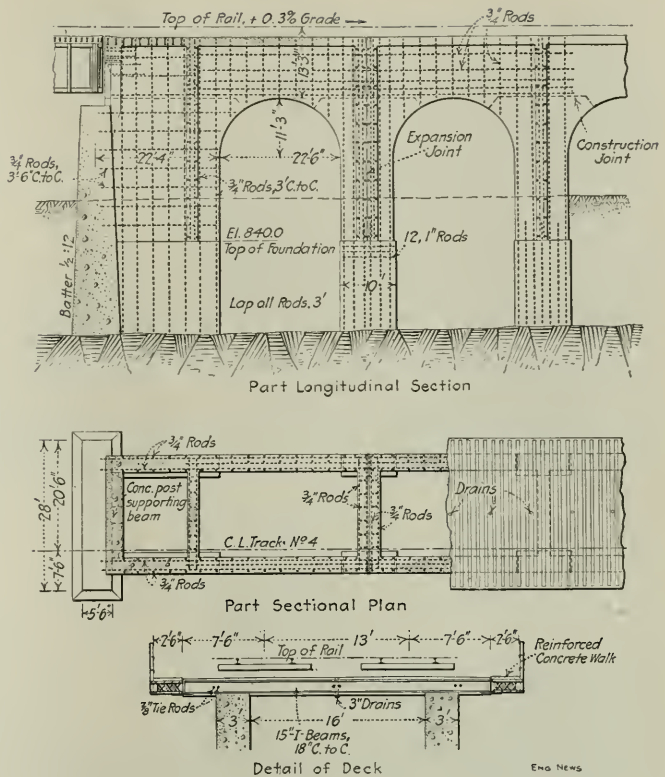 Top of Rail, + 0.3% Grade
3/4" Rods
13'-3"
11'-3"
Expansion
Joint
Construction
Joint
3/4" Rods,
3'-6" C. to C.
22'-4"
22'-6"
3/4" Rods, 3' C. to C.
El. 840.0
Top of Foundation
12, 1" Rods
10'
Lap all Rods, 3'
Batter 1/2 : 12
Part Longitudinal Section
3/4" Rods
Conc. post
supporting
beam
3/4" Rods
3/4" Rods
Drains
28'
20'-6"
7'-6"
C. L. Track Nº 4
3/4" Rods
5'-6"
Part Sectional Plan
2'-6"
7'-6"
13'
7'-6"
2'-6"
Top of Rail
Reinforced
Concrete Walk
Tie Rods
3" Drains
3'
16'
3'
15" I-Beams,
18" C. to C.
Detail of Deck
ENG NEWS